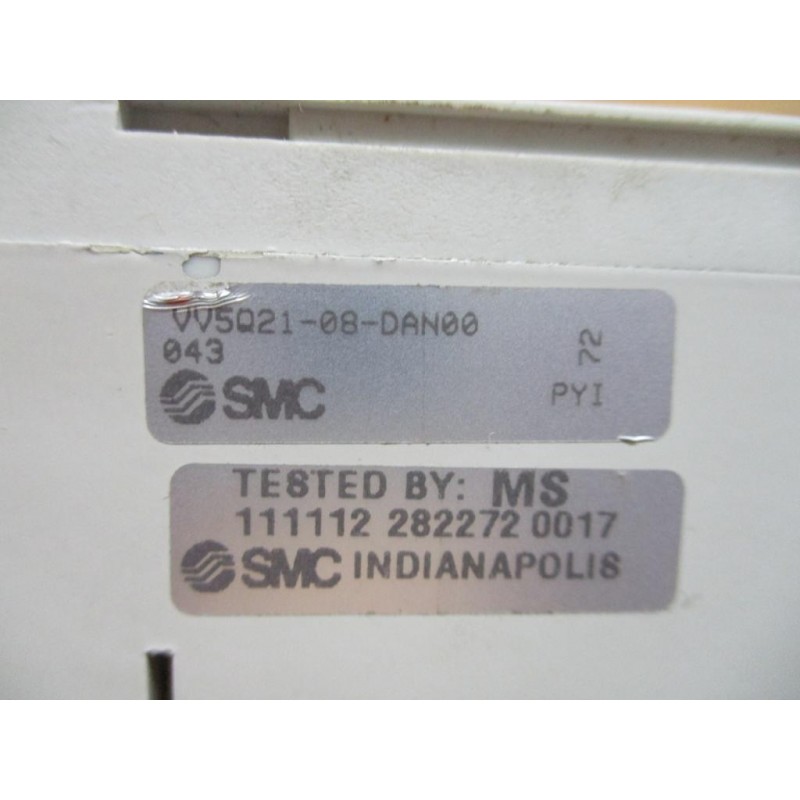 VV5Q21-08-DAN00
043
72
SMC
PYI
TESTED BY: MS
111112 282272 0017
SMC INDIANAPOLIS